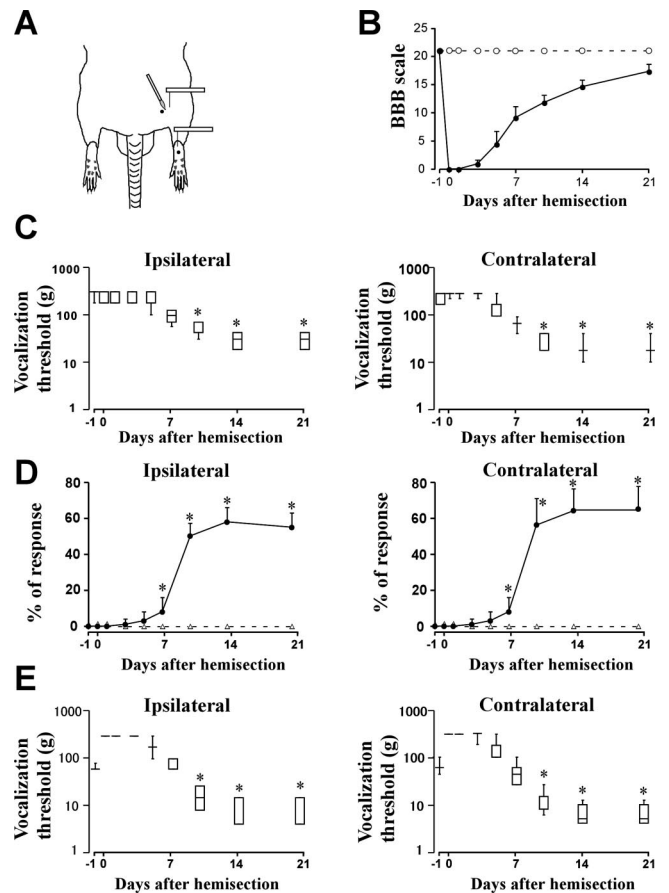 A
B
BBB scale
25
20
15
10
5
0
-1 0 7 14 21
Days after hemisection
C
Ipsilateral
Vocalization
threshold (g)
1000
100
10
1
-1 0 7 14 21
Days after hemisection
*
*
*
Contralateral
Vocalization
threshold (g)
1000
100
10
1
-1 0 7 14 21
Days after hemisection
*
*
*
D
Ipsilateral
% of response
80
60
40
20
0
-1 0 7 14 21
Days after hemisection
*
*
*
*
Contralateral
% of response
80
60
40
20
0
-1 0 7 14 21
Days after hemisection
*
*
*
*
E
Ipsilateral
Vocalization
threshold (g)
1000
100
10
1
-1 0 7 14 21
Days after hemisection
*
*
*
Contralateral
Vocalization
threshold (g)
1000
100
10
1
-1 0 7 14 21
Days after hemisection
*
*
*